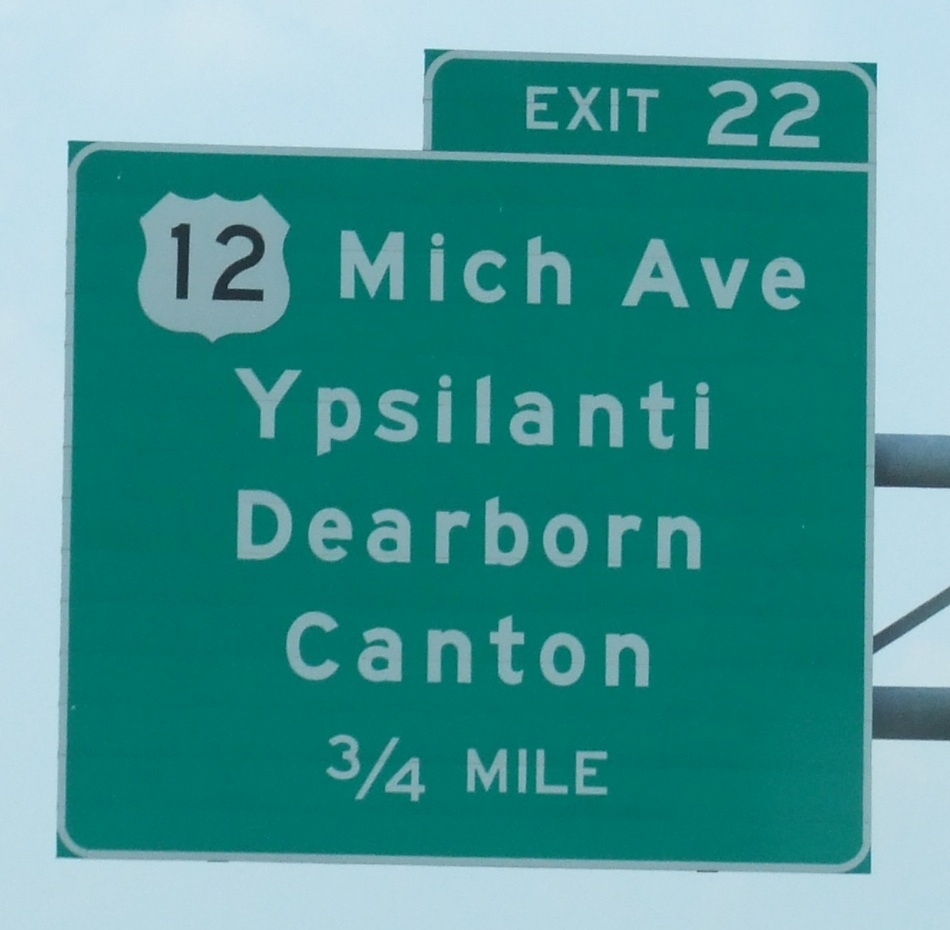 EXIT 22
12 Mich Ave
Ypsilanti
Dearborn
Canton
3/4 MILE